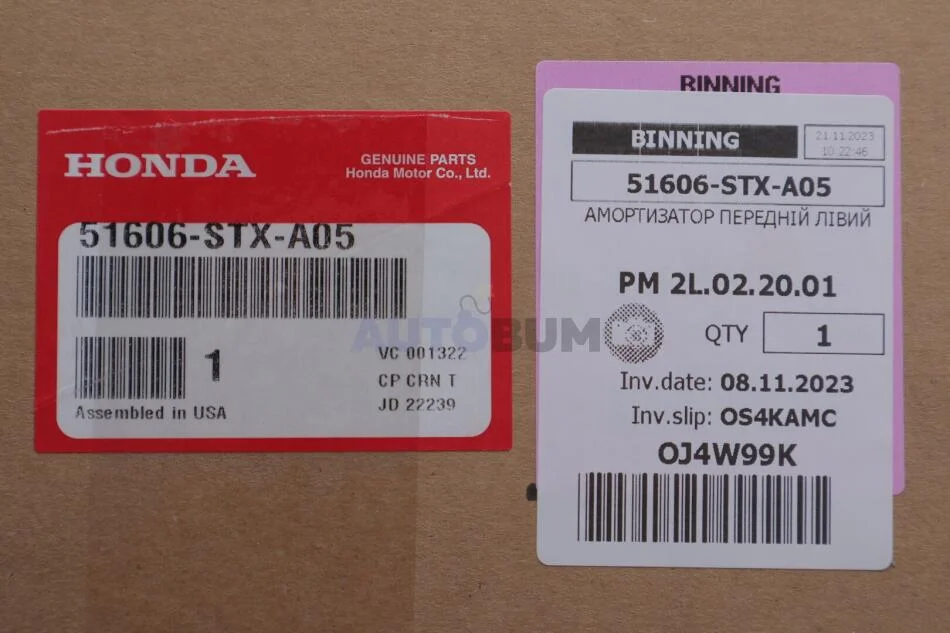 HONDA
GENUINE PARTS
Honda Motor Co., Ltd.
51606-STX-A05
1
VC 001322
CP CRN T
JD 22239
Assembled in USA
BINNING
BINNING
21.11.2023
10:22:46
51606-STX-A05
АМОРТИЗАТОР ПЕРЕДНІЙ ЛІВИЙ
PM 2L.02.20.01
QTY 1
Inv.date: 08.11.2023
Inv.slip: OS4KAMC
OJ4W99K
AUTOBUM